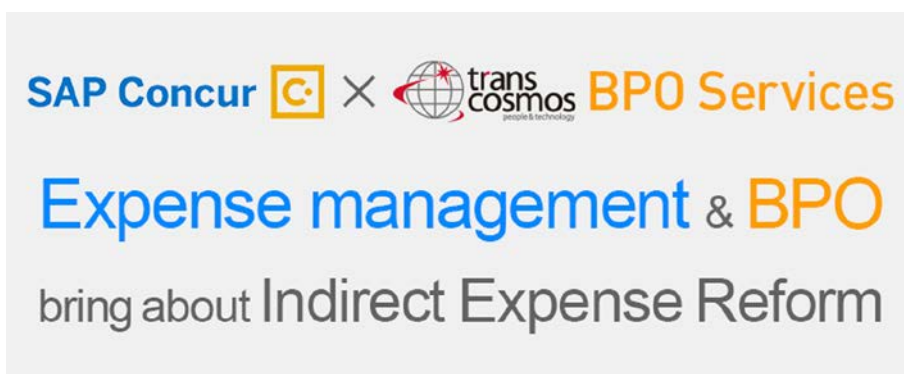 SAP Concur C. × trans cosmos people & technology BPO Services
Expense management & BPO
bring about Indirect Expense Reform